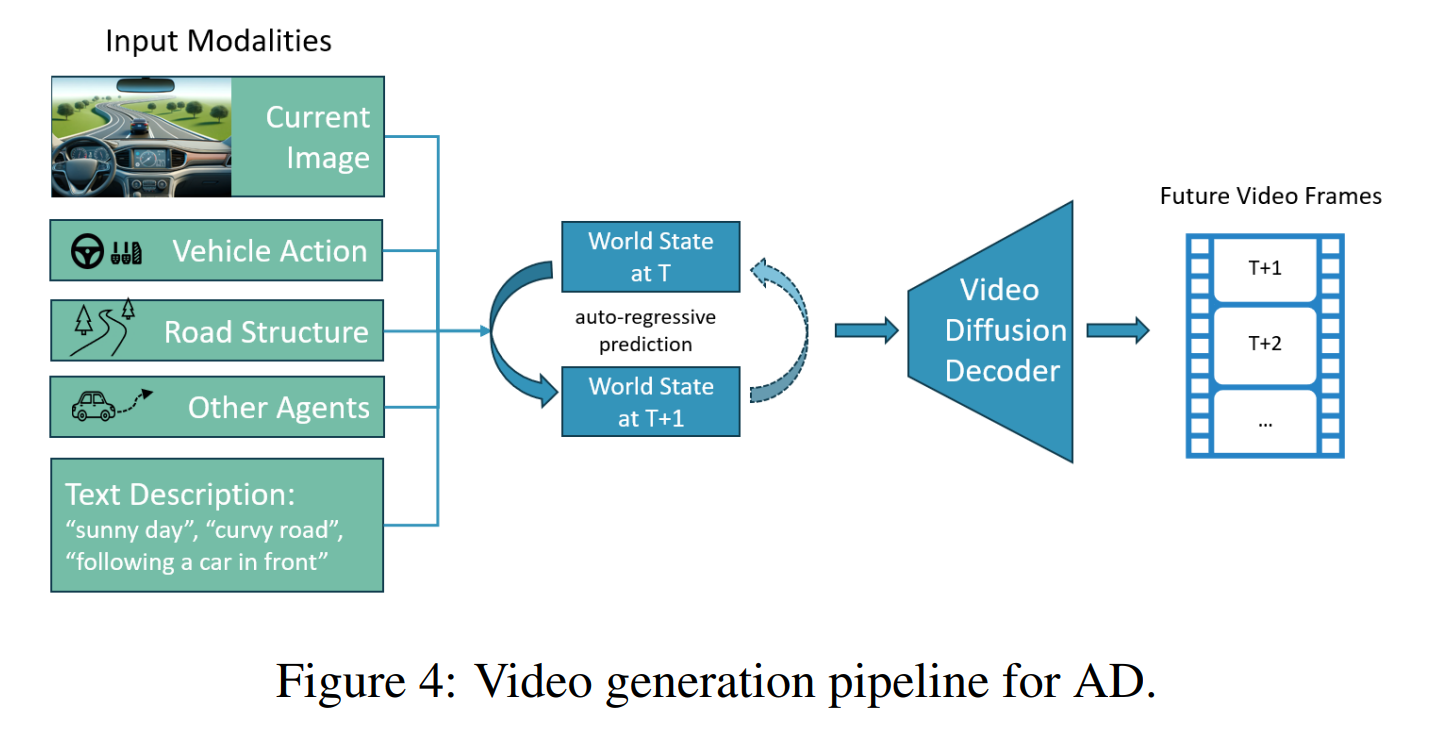 Input Modalities
Current
Image
Vehicle Action
Road Structure
Other Agents
Text Description:
“sunny day”, “curvy road”,
“following a car in front”
World State
at T
auto-regressive
prediction
World State
at T+1
Video
Diffusion
Decoder
Future Video Frames
T+1
T+2
...
Figure 4: Video generation pipeline for AD.